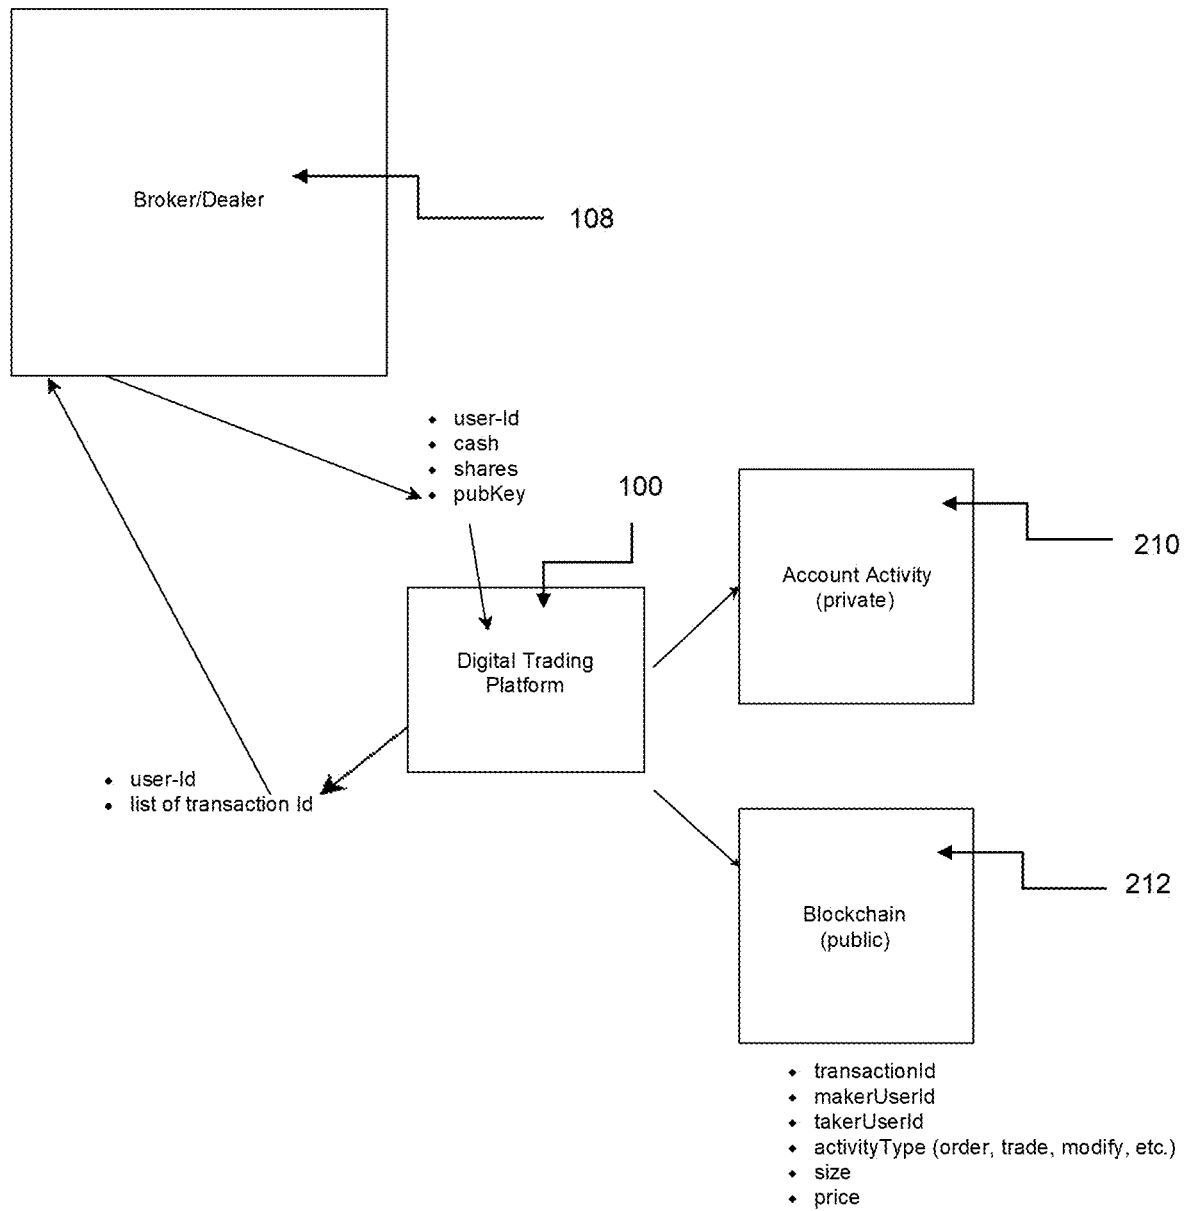 Broker/Dealer
108
user-Id
cash
shares
pubKey
100
210
Account Activity
(private)
Digital Trading
Platform
user-Id
list of transaction Id
212
Blockchain
(public)
transactionId
makerUserId
takerUserId
activityType (order, trade, modify, etc.)
size
price